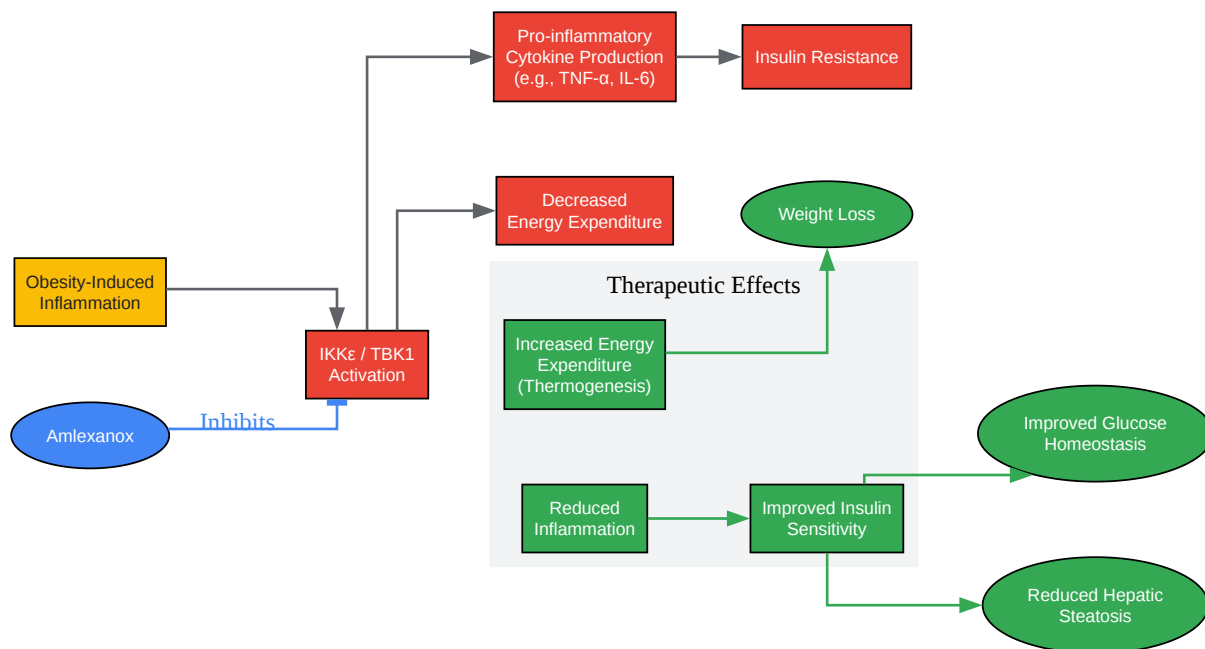 Pro-inflammatory
Cytokine Production
(e.g., TNF-α, IL-6)
Insulin Resistance
Decreased
Energy Expenditure
Weight Loss
Obesity-Induced
Inflammation
Therapeutic Effects
IKKε / TBK1
Activation
Increased Energy
Expenditure
(Thermogenesis)
Inhibits
Amlexanox
Improved Glucose
Homeostasis
Reduced
Inflammation
Improved Insulin
Sensitivity
Reduced Hepatic
Steatosis